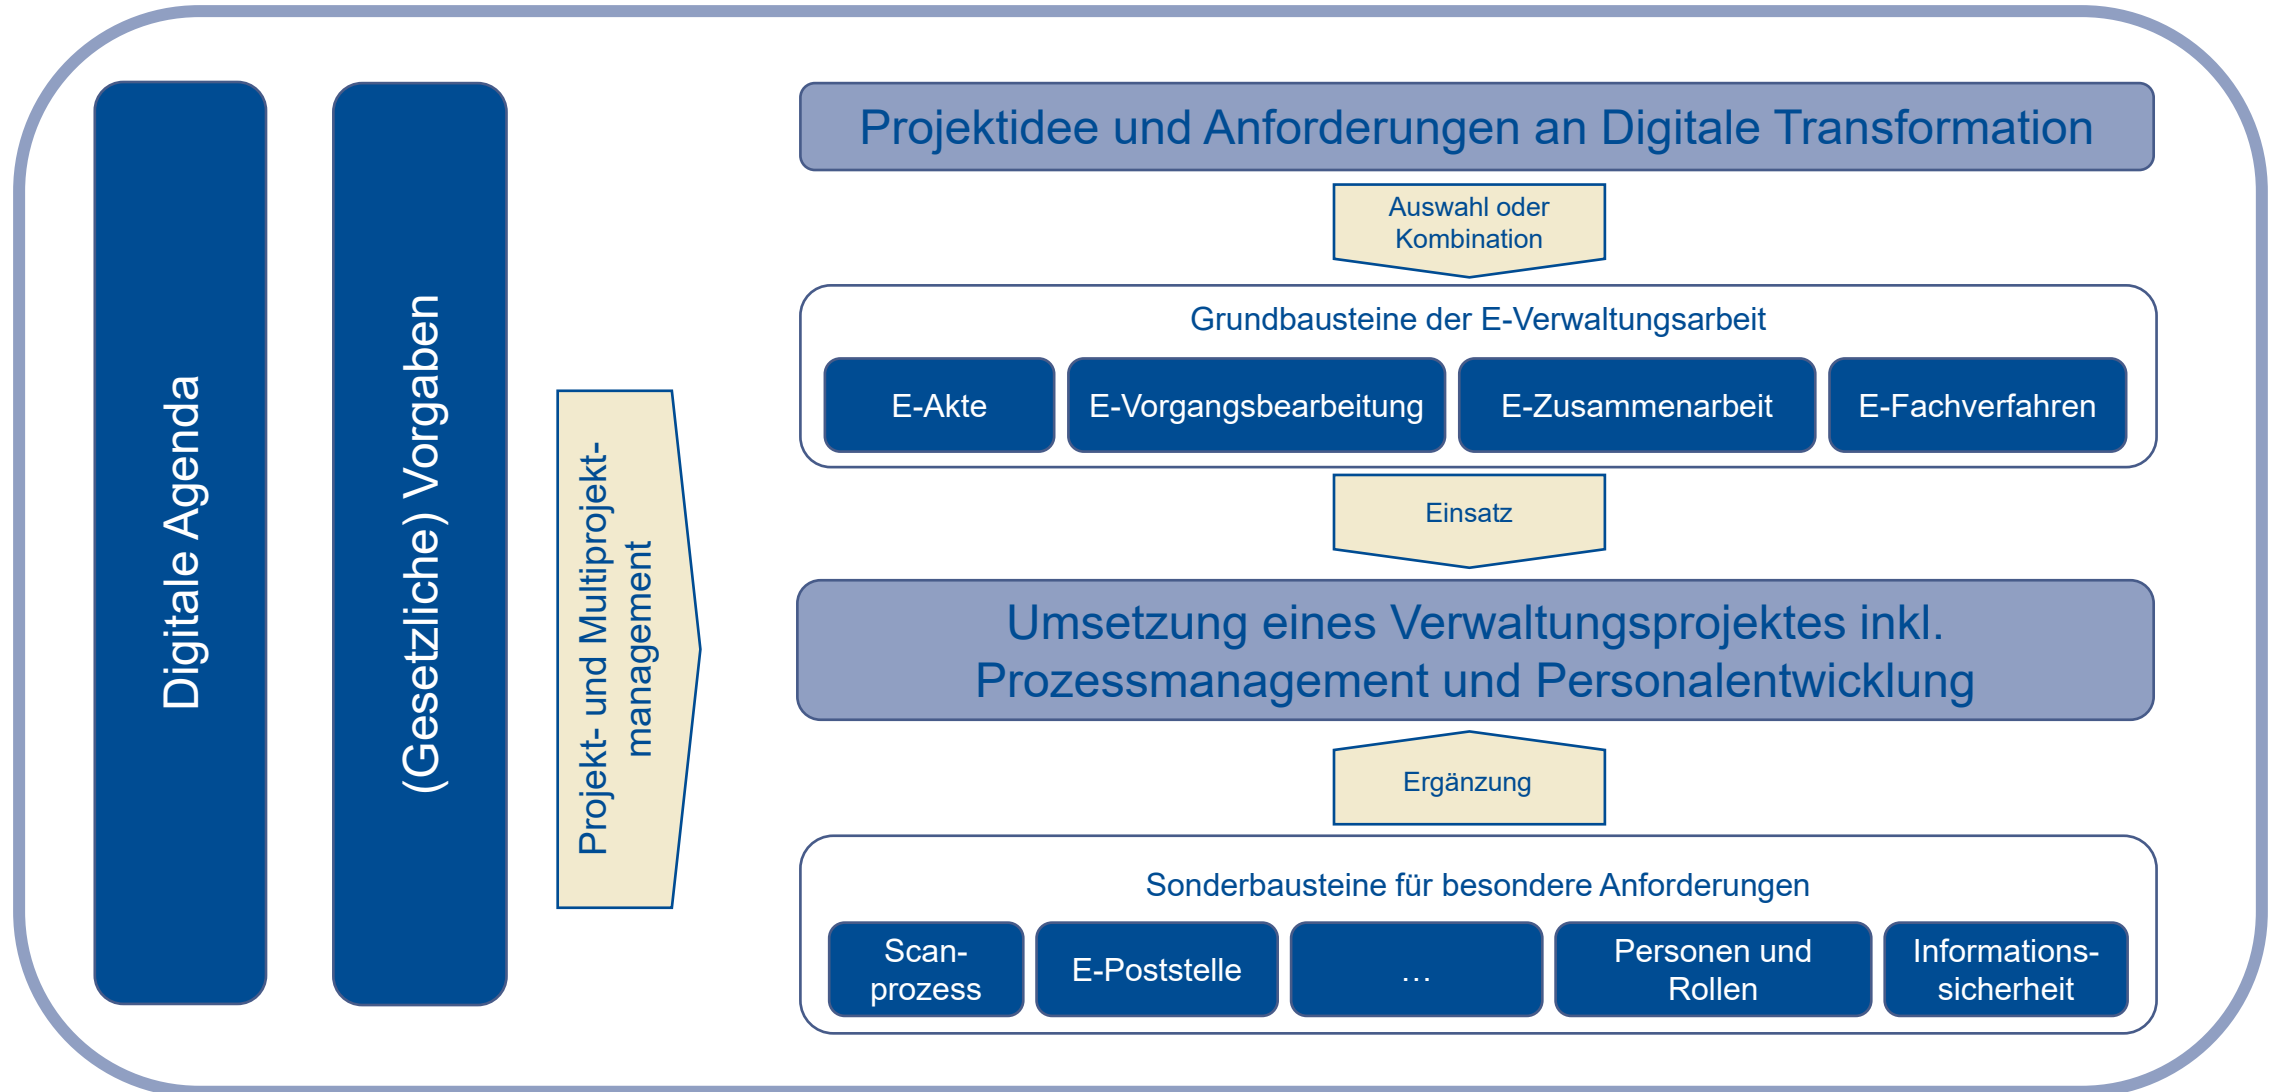 Digitale Agenda
(Gesetzliche) Vorgaben
Projekt- und Multiprojekt-
management
Projektidee und Anforderungen an Digitale Transformation
Auswahl oder
Kombination
Grundbausteine der E-Verwaltungsarbeit
E-Akte
E-Vorgangsbearbeitung
E-Zusammenarbeit
E-Fachverfahren
Einsatz
Umsetzung eines Verwaltungsprojektes inkl.
Prozessmanagement und Personalentwicklung
Ergänzung
Sonderbausteine für besondere Anforderungen
Scan-
prozess
E-Poststelle
…
Personen und
Rollen
Informations-
sicherheit